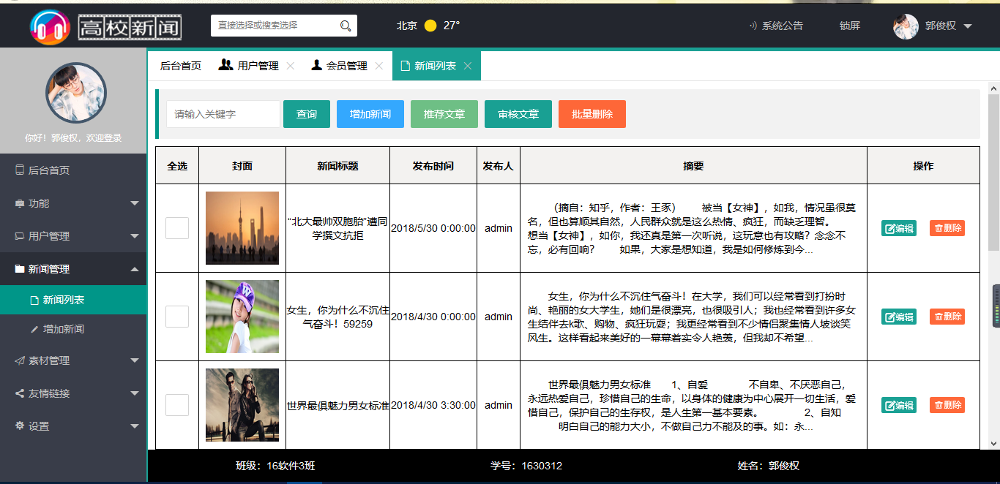 高校新闻
直接选择或搜索选择
北京 27°
系统公告
锁屏
郭俊权
你好！郭俊权，欢迎登录
后台首页
功能
用户管理
新闻管理
新闻列表
增加新闻
素材管理
友情链接
设置
后台首页 用户管理 会员管理 新闻列表
请输入关键字 查询 增加新闻 推荐文章 审核文章 批量删除
全选 封面 新闻标题 发布时间 发布人 摘要 操作
“北大最帅双胞胎”遭同
学撰文抗拒
2018/5/30 0:00:00
admin
（摘自：知乎，作者：王豖） 被当【女神】，如我，情况虽很莫
名，但也算顺其自然，人民群众就是这么热情、疯狂，而缺乏理智。
想当【女神】，如你，我还真是第一次听说，这玩意也有攻略？念念不
忘，必有回响？ 如果，大家是想知道，我是如何修炼到今...
编辑 删除
女生，你为什么不沉住
气奋斗！59259
2018/4/30 0:00:00
admin
女生，你为什么不沉住气奋斗！在大学，我们可以经常看到打扮时
尚、艳丽的女大学生，她们是很漂亮，也很吸引人；我也经常看到许多女
生结伴去k歌、购物、疯狂玩耍；我更经常看到不少情侣聚集情人坡谈笑
风生。这样看起来美好的一幕幕着实令人艳羡，但我却不希望...
编辑 删除
世界最俱魅力男女标准
2018/4/30 3:30:00
admin
世界最俱魅力男女标准 1、自爱 不自卑、不厌恶自己，
永远热爱自己，珍惜自己的生命，以身体的健康为中心展开一切生活，爱
惜自己，保护自己的生存权，是人生第一基本要素。 2、自知
明白自己的能力大小，不做自己力不能及的事。如：永...
编辑 删除
班级：16软件3班 学号：1630312 姓名：郭俊权